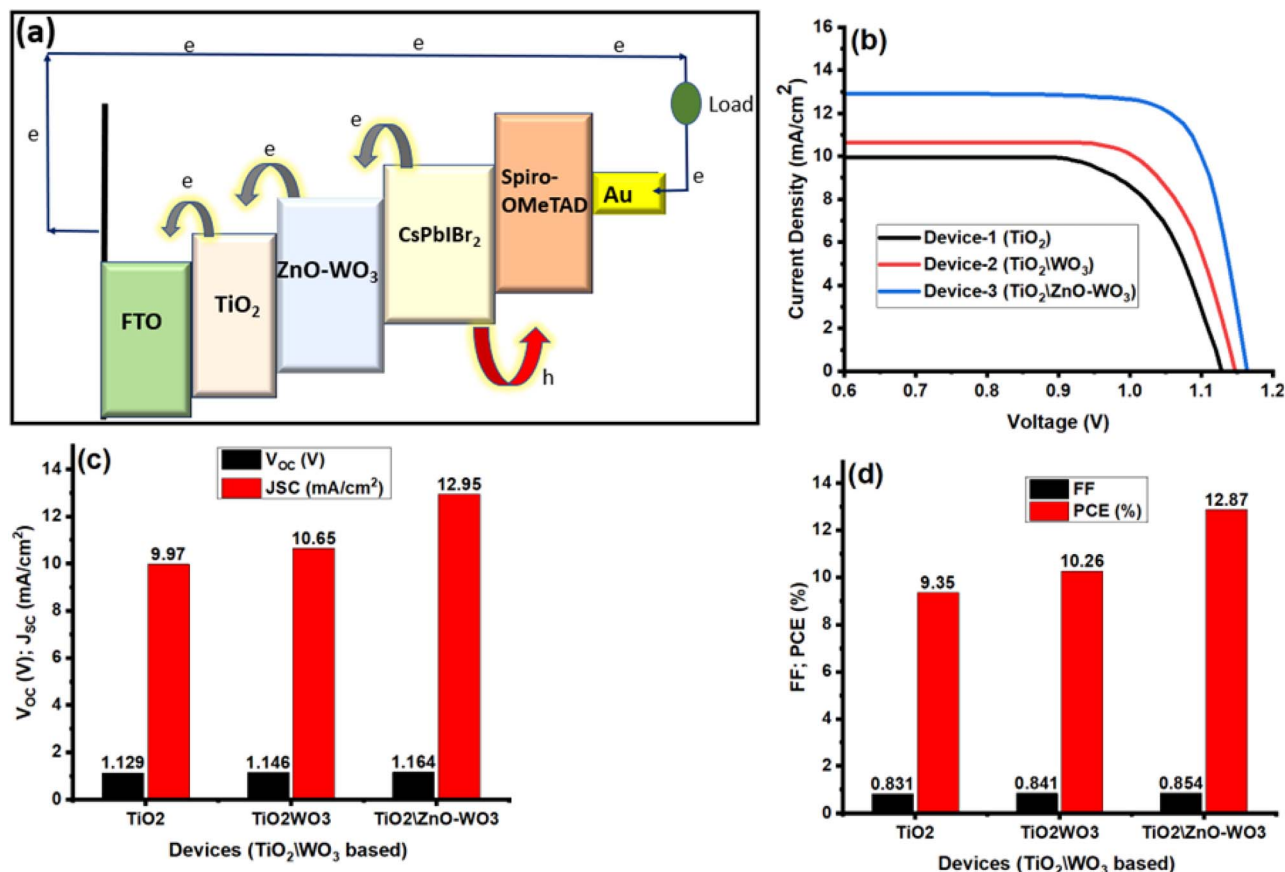 (a)
e
e
e
e
Load
e
e
e
e
Spiro-
OMeTAD
Au
CsPbIBr₂
ZnO-WO₃
TiO₂
FTO
h
(b)
Current Density (mA/cm²)
16
14
12
10
8
6
4
2
0
Device-1 (TiO₂)
Device-2 (TiO₂\WO₃)
Device-3 (TiO₂\ZnO-WO₃)
0.6
0.7
0.8
0.9
1.0
1.1
1.2
Voltage (V)
(c)
V_OC (V)
JSC (mA/cm²)
V_OC (V); J_SC (mA/cm²)
14
12
10
8
6
4
2
0
1.129
9.97
1.146
10.65
1.164
12.95
TiO2
TiO2WO3
TiO2\ZnO-WO3
Devices (TiO₂\WO₃ based)
(d)
FF
PCE (%)
FF; PCE (%)
14
12
10
8
6
4
2
0
0.831
9.35
0.841
10.26
0.854
12.87
TiO2
TiO2WO3
TiO2\ZnO-WO3
Devices (TiO₂\WO₃ based)